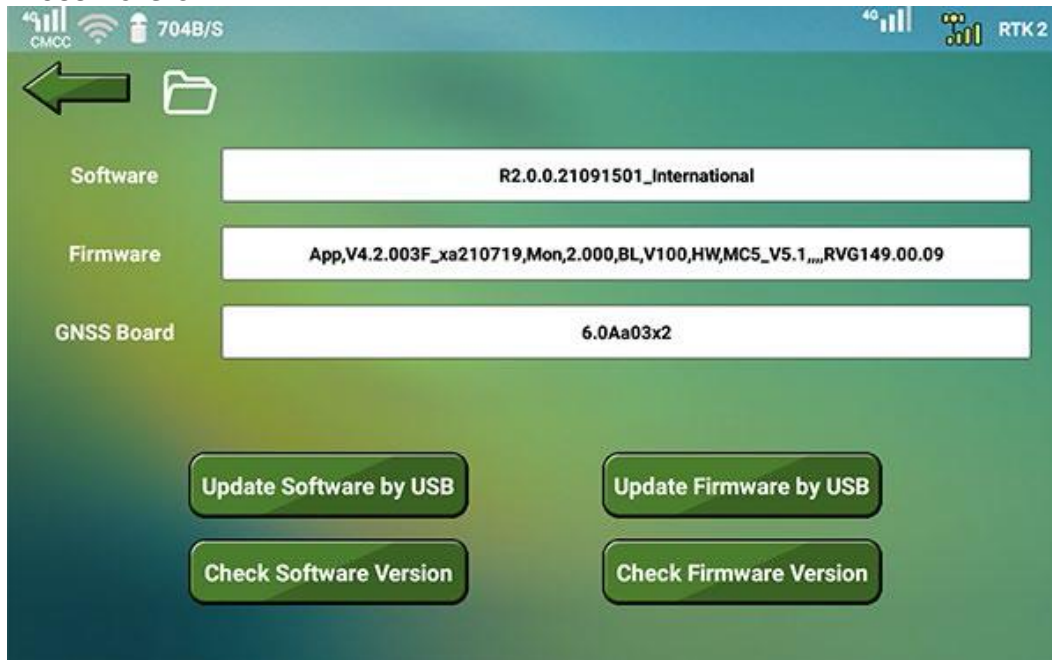 4G CMCC 704B/S 4G RTK 2
Software R2.0.0.21091501_International
Firmware App,V4.2.003F_xa210719,Mon,2.000,BL,V100,HW,MC5_V5.1,,,,RVG149.00.09
GNSS Board 6.0Aa03x2
Update Software by USB Update Firmware by USB
Check Software Version Check Firmware Version